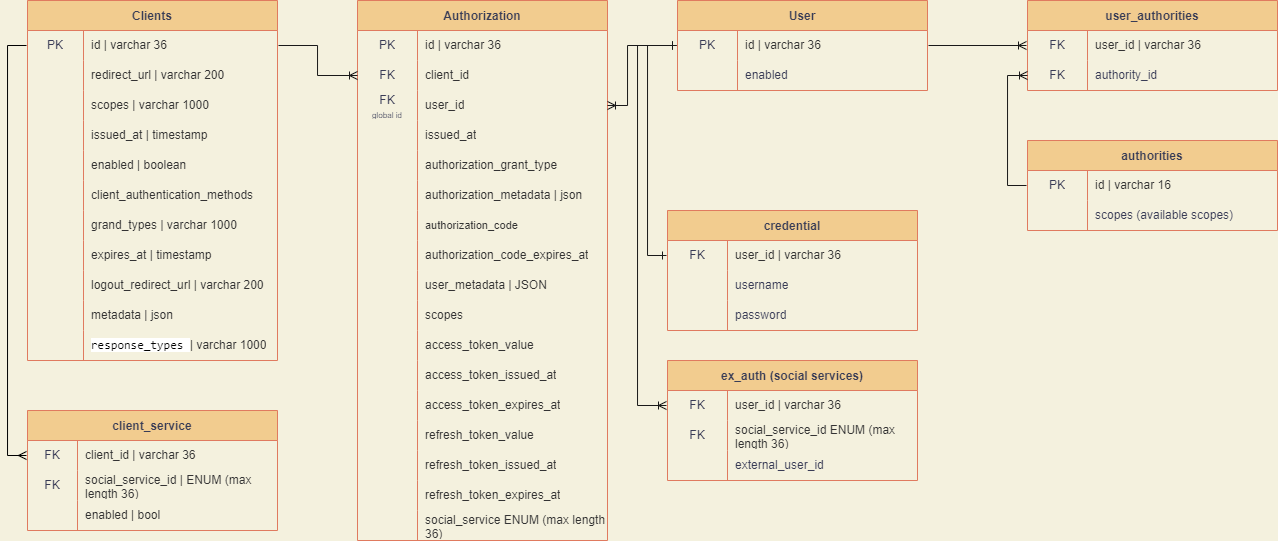 Clients
PK id | varchar 36
redirect_url | varchar 200
scopes | varchar 1000
issued_at | timestamp
enabled | boolean
client_authentication_methods
grand_types | varchar 1000
expires_at | timestamp
logout_redirect_url | varchar 200
metadata | json
response_types | varchar 1000
client_service
FK client_id | varchar 36
FK social_service_id | ENUM (max
length 36)
enabled | bool
Authorization
PK id | varchar 36
FK client_id
FK user_id
global id
issued_at
authorization_grant_type
authorization_metadata | json
authorization_code
authorization_code_expires_at
user_metadata | JSON
scopes
access_token_value
access_token_issued_at
access_token_expires_at
refresh_token_value
refresh_token_issued_at
refresh_token_expires_at
social_service ENUM (max length
36)
User
PK id | varchar 36
enabled
credential
FK user_id | varchar 36
username
password
ex_auth (social services)
FK user_id | varchar 36
FK social_service_id ENUM (max
length 36)
external_user_id
user_authorities
FK user_id | varchar 36
FK authority_id
authorities
PK id | varchar 16
scopes (available scopes)